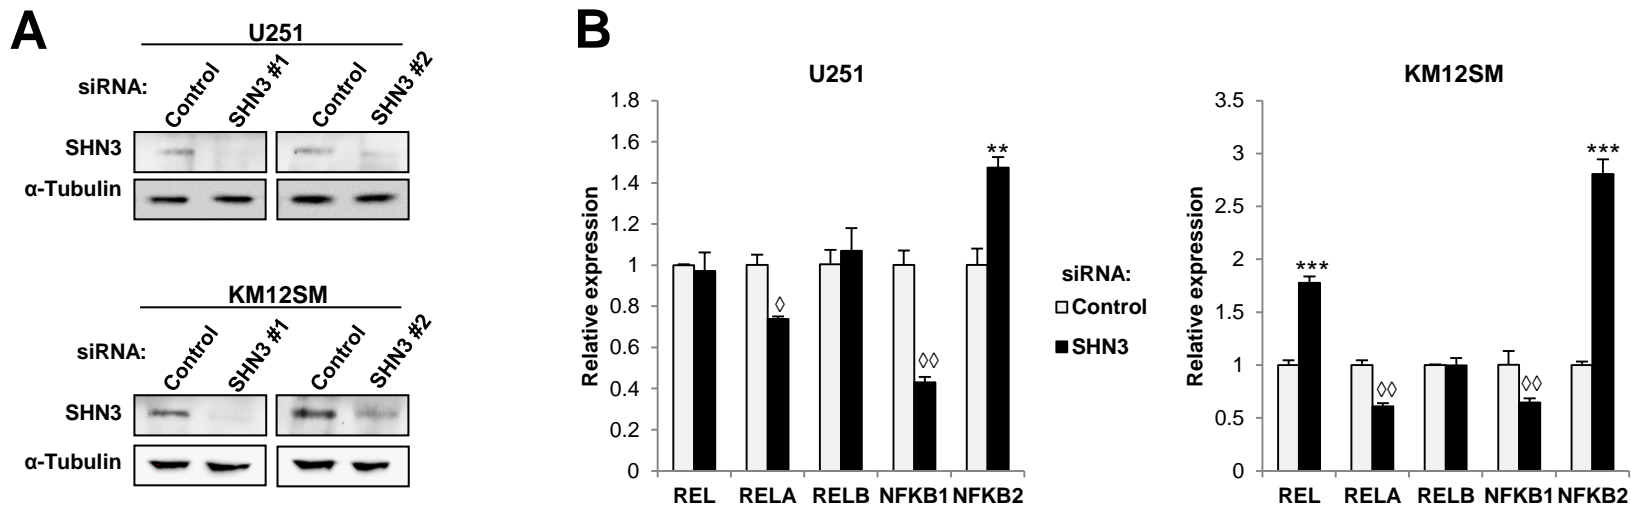 A
U251
siRNA:
Control
SHN3 #1
Control
SHN3 #2
SHN3
α-Tubulin
KM12SM
siRNA:
Control
SHN3 #1
Control
SHN3 #2
SHN3
α-Tubulin
B
U251
Relative expression
1.8
1.6
1.4
1.2
1
0.8
0.6
0.4
0.2
0
◊
◊◊
**
REL RELA RELB NFKB1 NFKB2
siRNA:
Control
SHN3
KM12SM
Relative expression
3.5
3
2.5
2
1.5
1
0.5
0
***
◊◊
◊◊
***
REL RELA RELB NFKB1 NFKB2